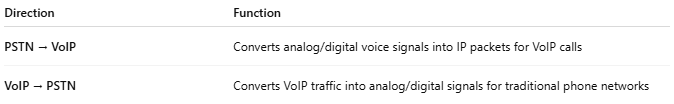 Direction Function
PSTN → VoIP Converts analog/digital voice signals into IP packets for VoIP calls
VoIP → PSTN Converts VoIP traffic into analog/digital signals for traditional phone networks